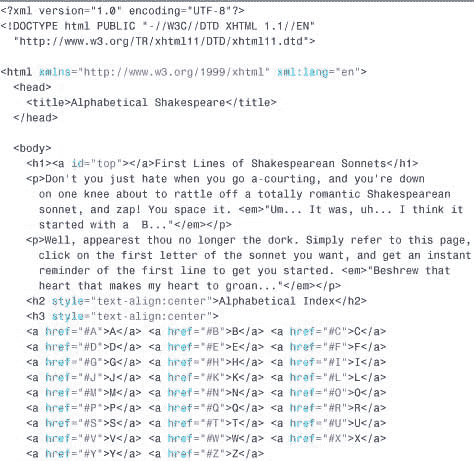 <?xml version="1.0" encoding="UTF-8"?>
<!DOCTYPE html PUBLIC "-//W3C//DTD XHTML 1.1//EN"
"http://www.w3.org/TR/xhtml11/DTD/xhtml11.dtd">
<html xmlns="http://www.w3.org/1999/xhtml" xml:lang="en">
<head>
<title>Alphabetical Shakespeare</title>
</head>
<body>
<h1><a id="top"></a>First Lines of Shakespearean Sonnets</h1>
<p>Don't you just hate when you go a-courting, and you're down
on one knee about to rattle off a totally romantic Shakespearean
sonnet, and zap! You space it. <em>"Um... It was, uh... I think it
started with a  B..."</em></p>
<p>Well, appearest thou no longer the dork. Simply refer to this page,
click on the first letter of the sonnet you want, and get an instant
reminder of the first line to get you started. <em>"Beshrew that
heart that makes my heart to groan..."</em></p>
<h2 style="text-align:center">Alphabetical Index</h2>
<h3 style="text-align:center">
<a href="#A">A</a> <a href="#B">B</a> <a href="#C">C</a>
<a href="#D">D</a> <a href="#E">E</a> <a href="#F">F</a>
<a href="#G">G</a> <a href="#H">H</a> <a href="#I">I</a>
<a href="#J">J</a> <a href="#K">K</a> <a href="#L">L</a>
<a href="#M">M</a> <a href="#N">N</a> <a href="#O">O</a>
<a href="#P">P</a> <a href="#Q">Q</a> <a href="#R">R</a>
<a href="#S">S</a> <a href="#T">T</a> <a href="#U">U</a>
<a href="#V">V</a> <a href="#W">W</a> <a href="#X">X</a>
<a href="#Y">Y</a> <a href="#Z">Z</a>